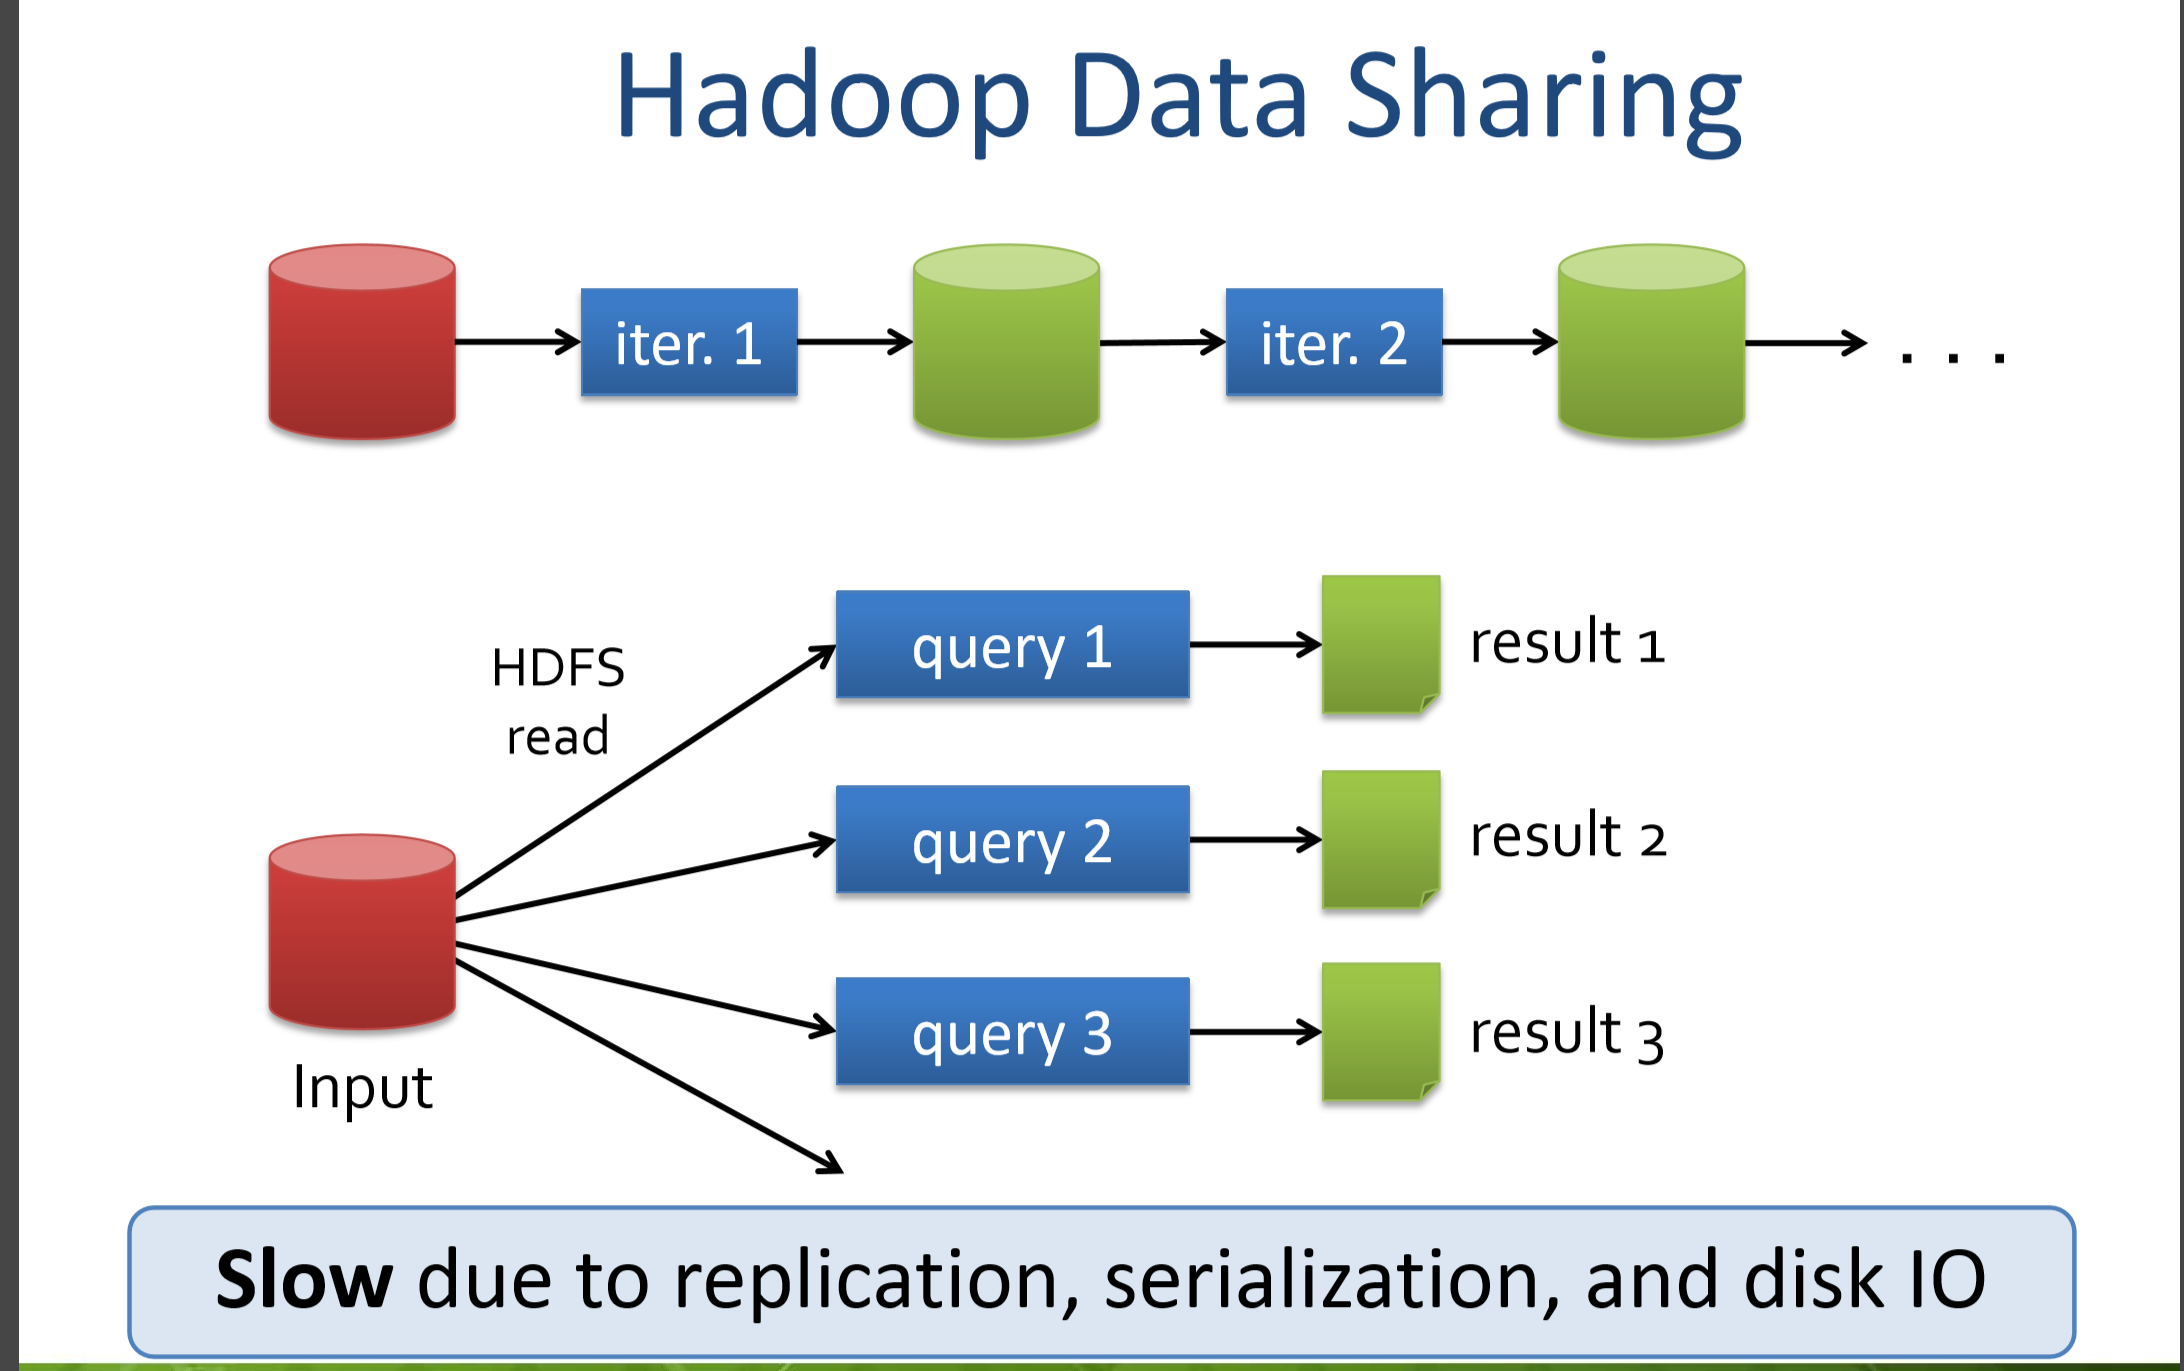 Hadoop Data Sharing
iter. 1
iter. 2
. . .
HDFS
read
query 1
result 1
query 2
result 2
query 3
result 3
Input
Slow due to replication, serialization, and disk IO